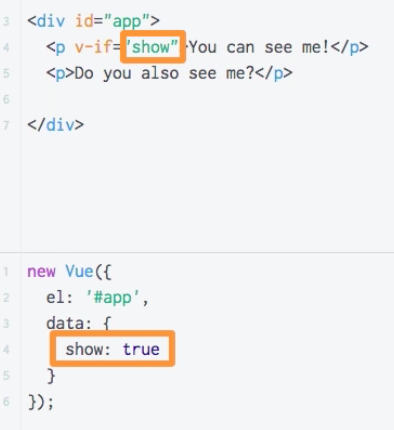 3 <div id="app">
4 <p v-if="show">You can see me!</p>
5 <p>Do you also see me?</p>
6
7 </div>
1 new Vue({
2 el: '#app',
3 data: {
4 show: true
5 }
6 });